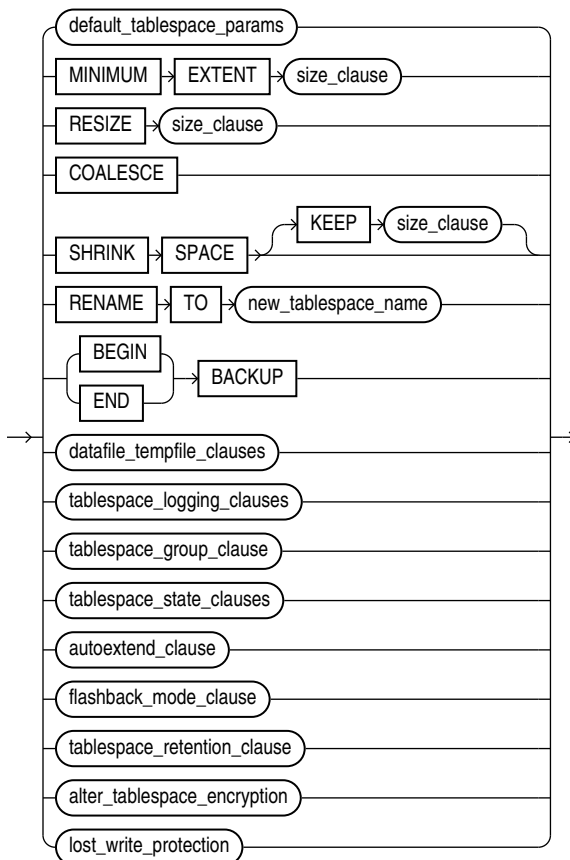 default_tablespace_params
MINIMUM EXTENT size_clause
RESIZE size_clause
COALESCE
KEEP size_clause
SHRINK SPACE
RENAME TO new_tablespace_name
BEGIN
BACKUP
END
datafile_tempfile_clauses
tablespace_logging_clauses
tablespace_group_clause
tablespace_state_clauses
autoextend_clause
flashback_mode_clause
tablespace_retention_clause
alter_tablespace_encryption
lost_write_protection